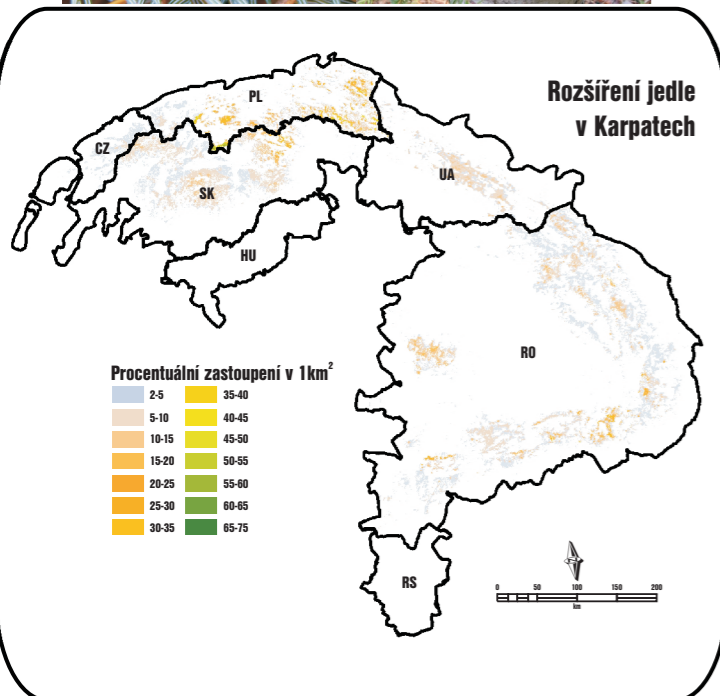 Rozšíření jedle
v Karpatech
PL
CZ
UA
SK
HU
RO
RS
Procentuální zastoupení v 1km²
2-5
5-10
10-15
15-20
20-25
25-30
30-35
35-40
40-45
45-50
50-55
55-60
60-65
65-75
0 50 100 150 200
km